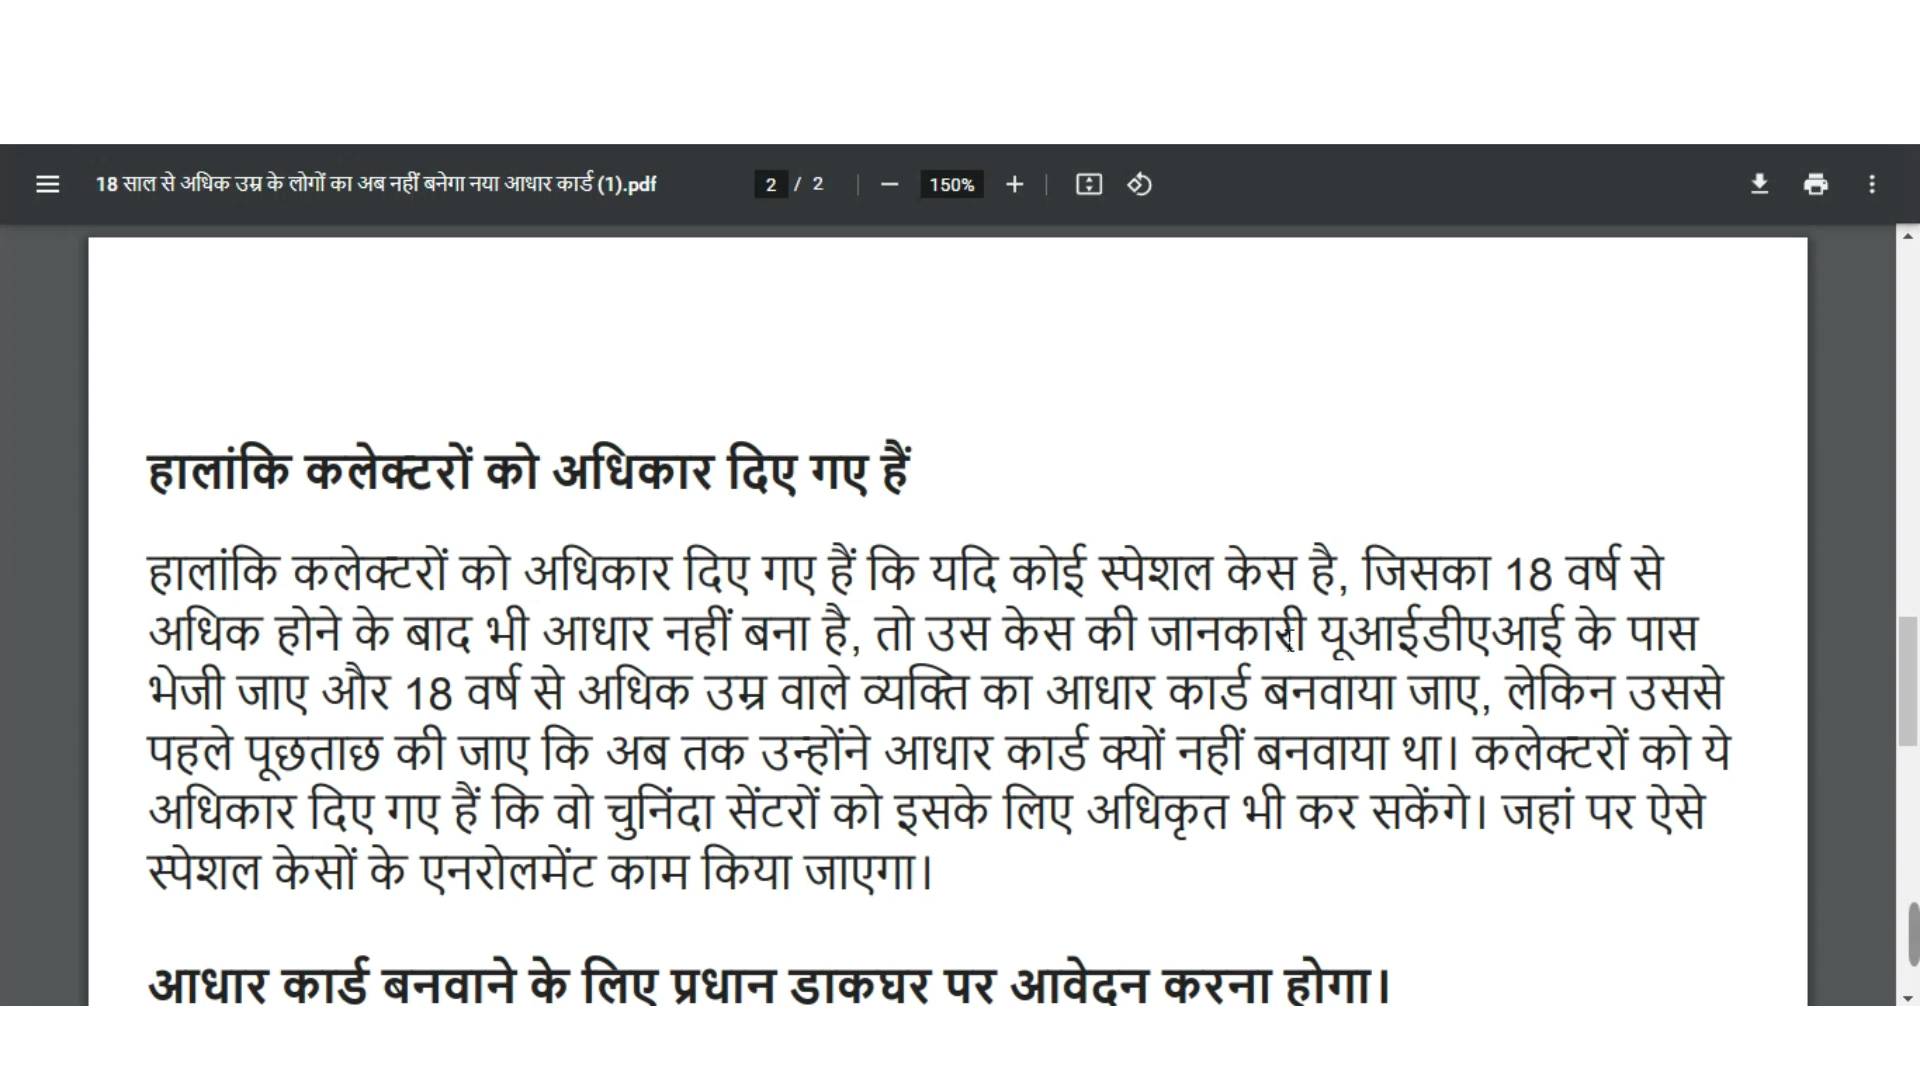 18 साल से अधिक उम्र के लोगों का अब नहीं बनेगा नया आधार कार्ड (1).pdf
2 / 2
150%
हालांकि कलेक्टरों को अधिकार दिए गए हैं
हालांकि कलेक्टरों को अधिकार दिए गए हैं कि यदि कोई स्पेशल केस है, जिसका 18 वर्ष से
अधिक होने के बाद भी आधार नहीं बना है, तो उस केस की जानकारी यूआईडीएआई के पास
भेजी जाए और 18 वर्ष से अधिक उम्र वाले व्यक्ति का आधार कार्ड बनवाया जाए, लेकिन उससे
पहले पूछताछ की जाए कि अब तक उन्होंने आधार कार्ड क्यों नहीं बनवाया था। कलेक्टरों को ये
अधिकार दिए गए हैं कि वो चुनिंदा सेंटरों को इसके लिए अधिकृत भी कर सकेंगे। जहां पर ऐसे
स्पेशल केसों के एनरोलमेंट काम किया जाएगा।
आधार कार्ड बनवाने के लिए प्रधान डाकघर पर आवेदन करना होगा।